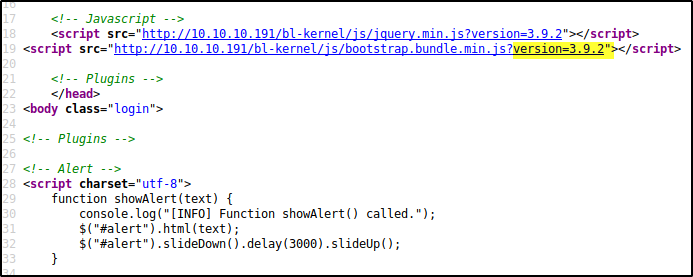 16
17 <!-- Javascript -->
18 <script src="http://10.10.10.191/bl-kernel/js/jquery.min.js?version=3.9.2"></script>
19 <script src="http://10.10.10.191/bl-kernel/js/bootstrap.bundle.min.js?version=3.9.2"></script>
20
21 <!-- Plugins -->
22 </head>
23 <body class="login">
24
25 <!-- Plugins -->
26
27 <!-- Alert -->
28 <script charset="utf-8">
29 function showAlert(text) {
30 console.log("[INFO] Function showAlert() called.");
31 $("#alert").html(text);
32 $("#alert").slideDown().delay(3000).slideUp();
33 }
34